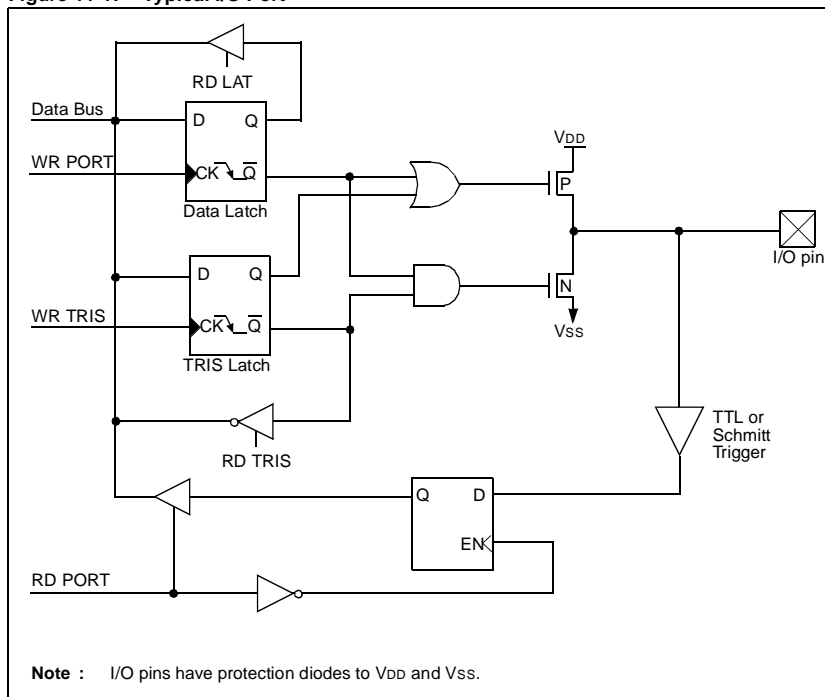 RD LAT
Data Bus
D Q
VDD
WR PORT
CK Q
P
Data Latch
I/O pin
D Q
N
WR TRIS
CK Q
VSS
TRIS Latch
TTL or
Schmitt
Trigger
RD TRIS
Q D
EN
RD PORT
Note : I/O pins have protection diodes to VDD and VSS.